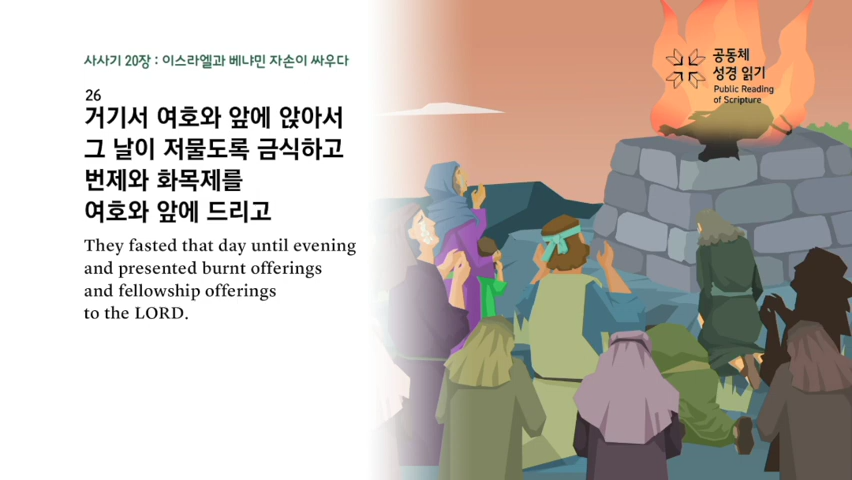 사사기 20장 : 이스라엘과 베냐민 자손이 싸우다
26
거기서 여호와 앞에 앉아서
그 날이 저물도록 금식하고
번제와 화목제를
여호와 앞에 드리고
They fasted that day until evening
and presented burnt offerings
and fellowship offerings
to the LORD.
공동체
성경 읽기
Public Reading
of Scripture